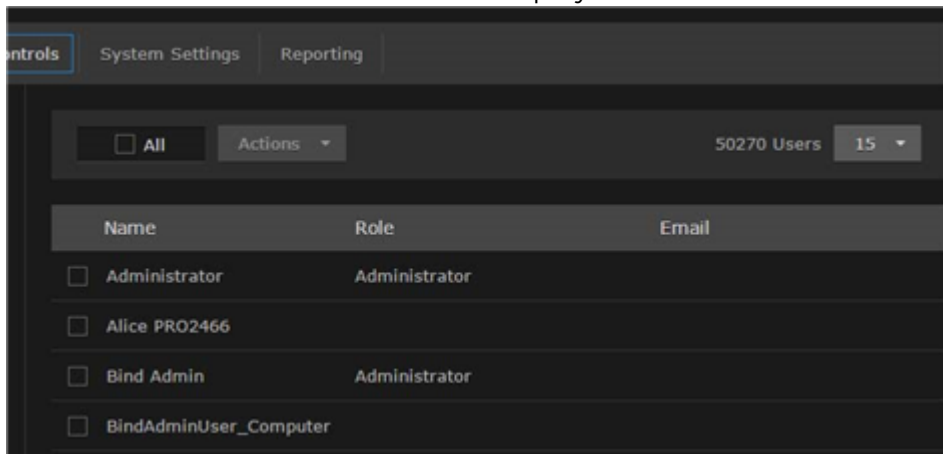 ontrols System Settings Reporting
All Actions 50270 Users 15
Name Role Email
Administrator Administrator
Alice PRO2466
Bind Admin Administrator
BindAdminUser_Computer